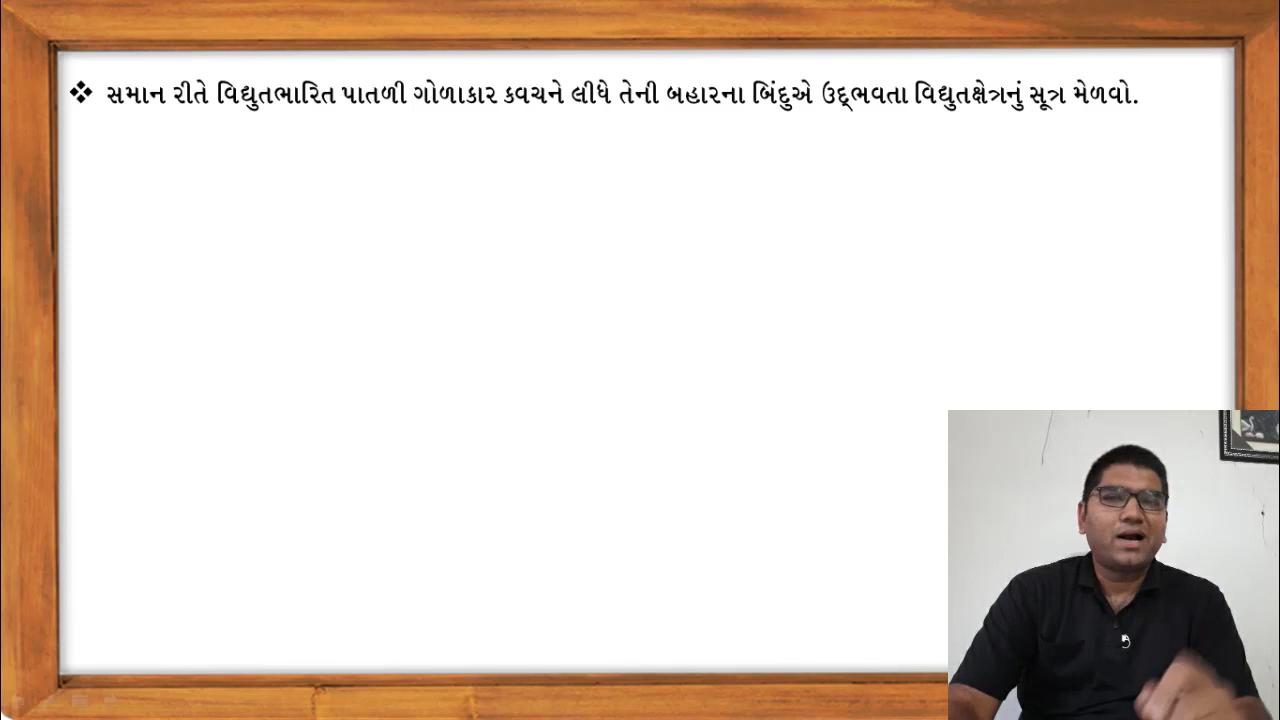 ❖ સમાન રીતે વિદ્યુતભારિત પાતળી ગોળાકાર કવચને લીધે તેની બહારના બિંદુએ ઉદ્‌ભવતા વિદ્યુતક્ષેત્રનું સૂત્ર મેળવો.